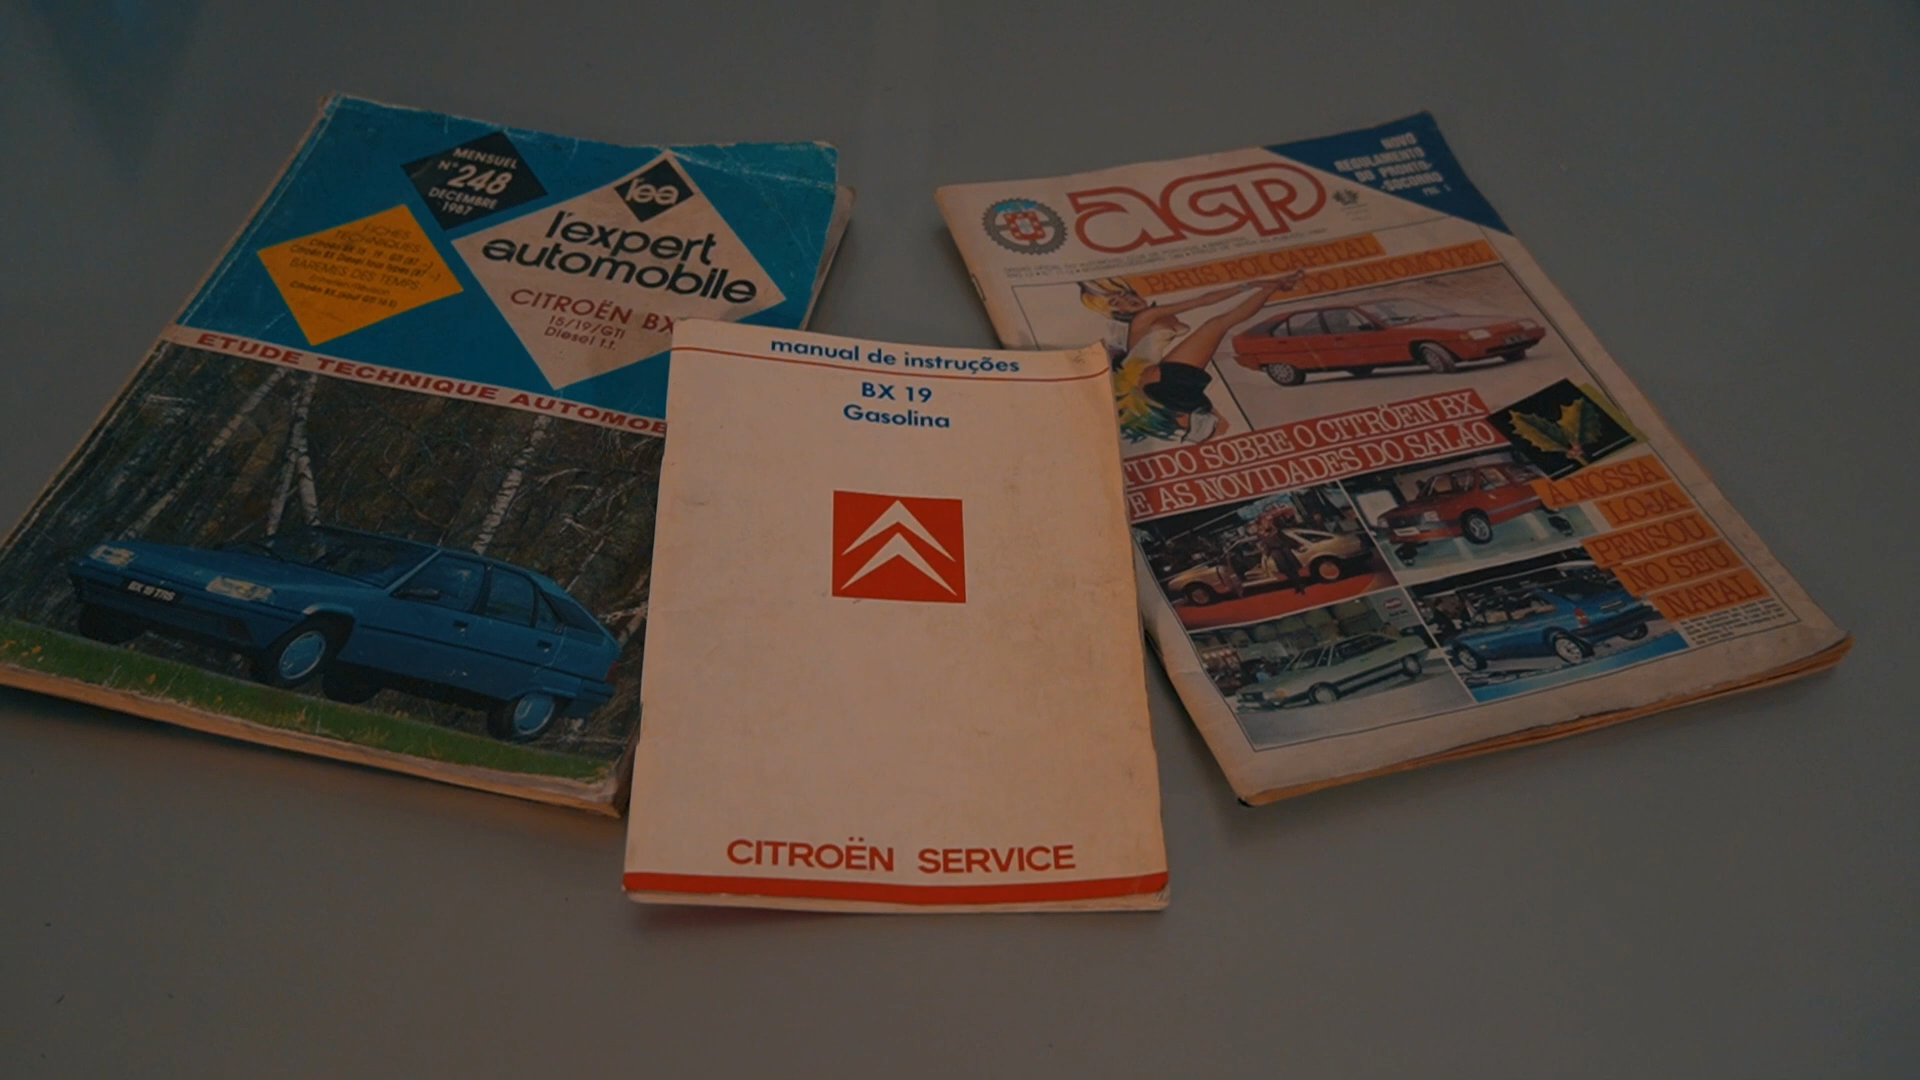 MENSUEL
N° 248
DECEMBRE
1987
iea
l'expert
automobile
CITROËN BX
15/19/GTI
Diesel t.t.
FICHES
TECHNIQUES
BAREMES DES TEMPS
ETUDE TECHNIQUE AUTOMOB
BX 19 TRS
manual de instruções
BX 19
Gasolina
CITROËN SERVICE
acp
NOVO
REGULAMENTO
DO PRONTO-
-SOCORRO
PARIS FOI CAPITAL
DO AUTOMÓVEL
TUDO SOBRE O CITRÖEN BX
E AS NOVIDADES DO SALÃO
A NOSSA
LOJA
PENSOU
NO SEU
NATAL